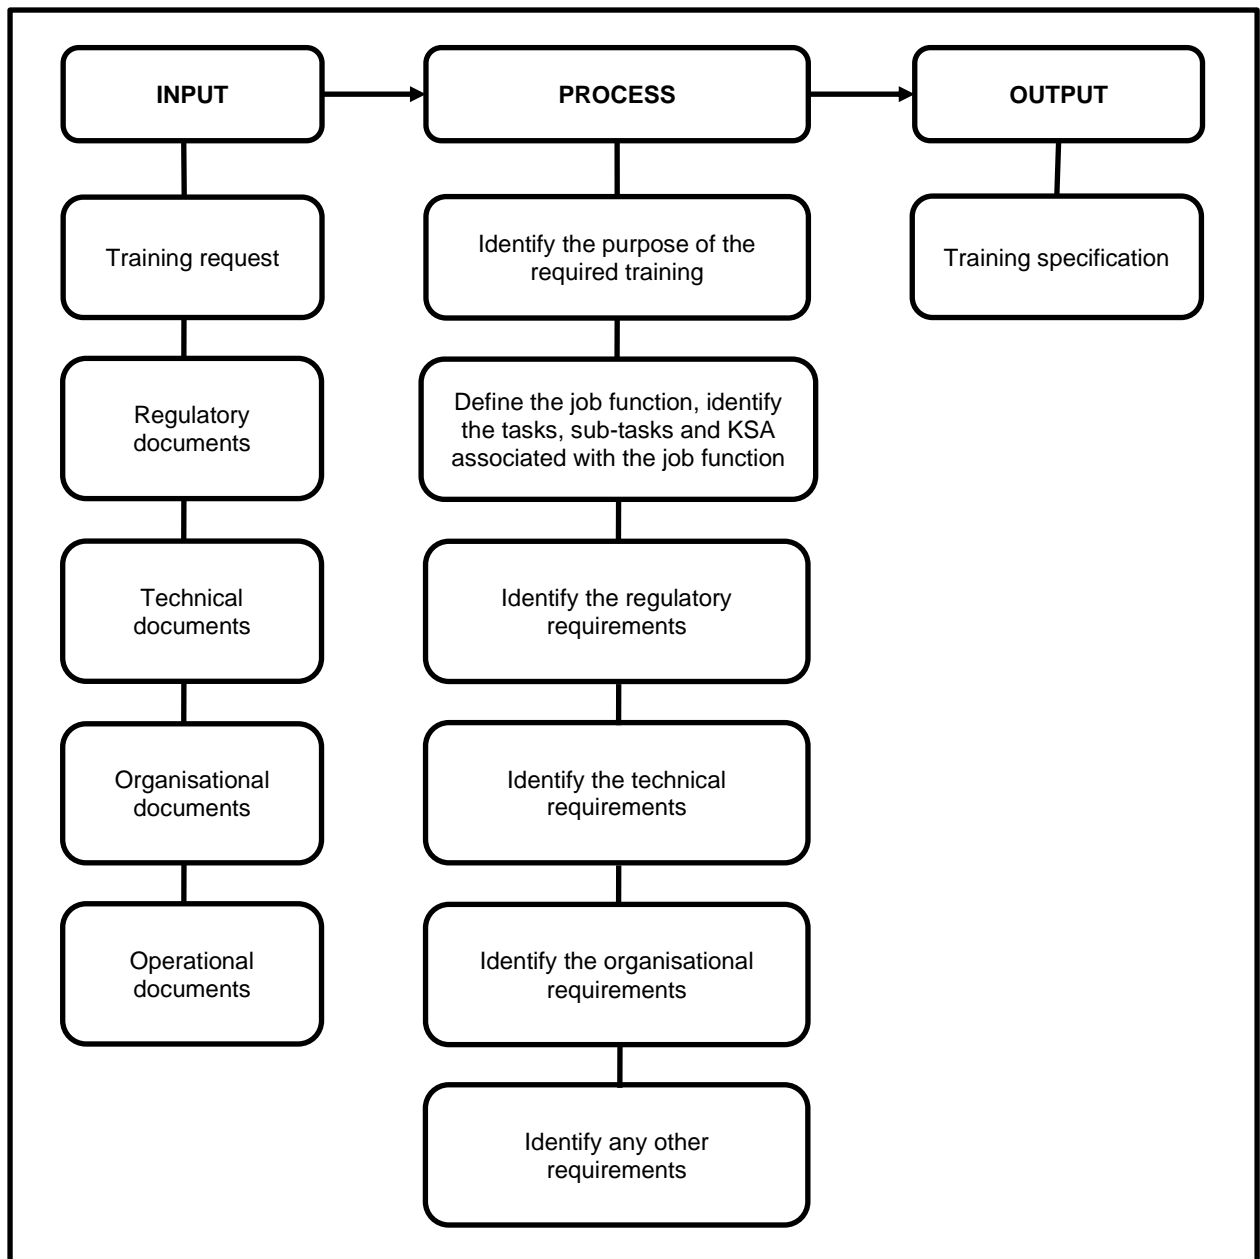 INPUT
PROCESS
OUTPUT
Training request
Regulatory
documents
Technical
documents
Organisational
documents
Operational
documents
Identify the purpose of the
required training
Define the job function, identify
the tasks, sub-tasks and KSA
associated with the job function
Identify the regulatory
requirements
Identify the technical
requirements
Identify the organisational
requirements
Identify any other
requirements
Training specification